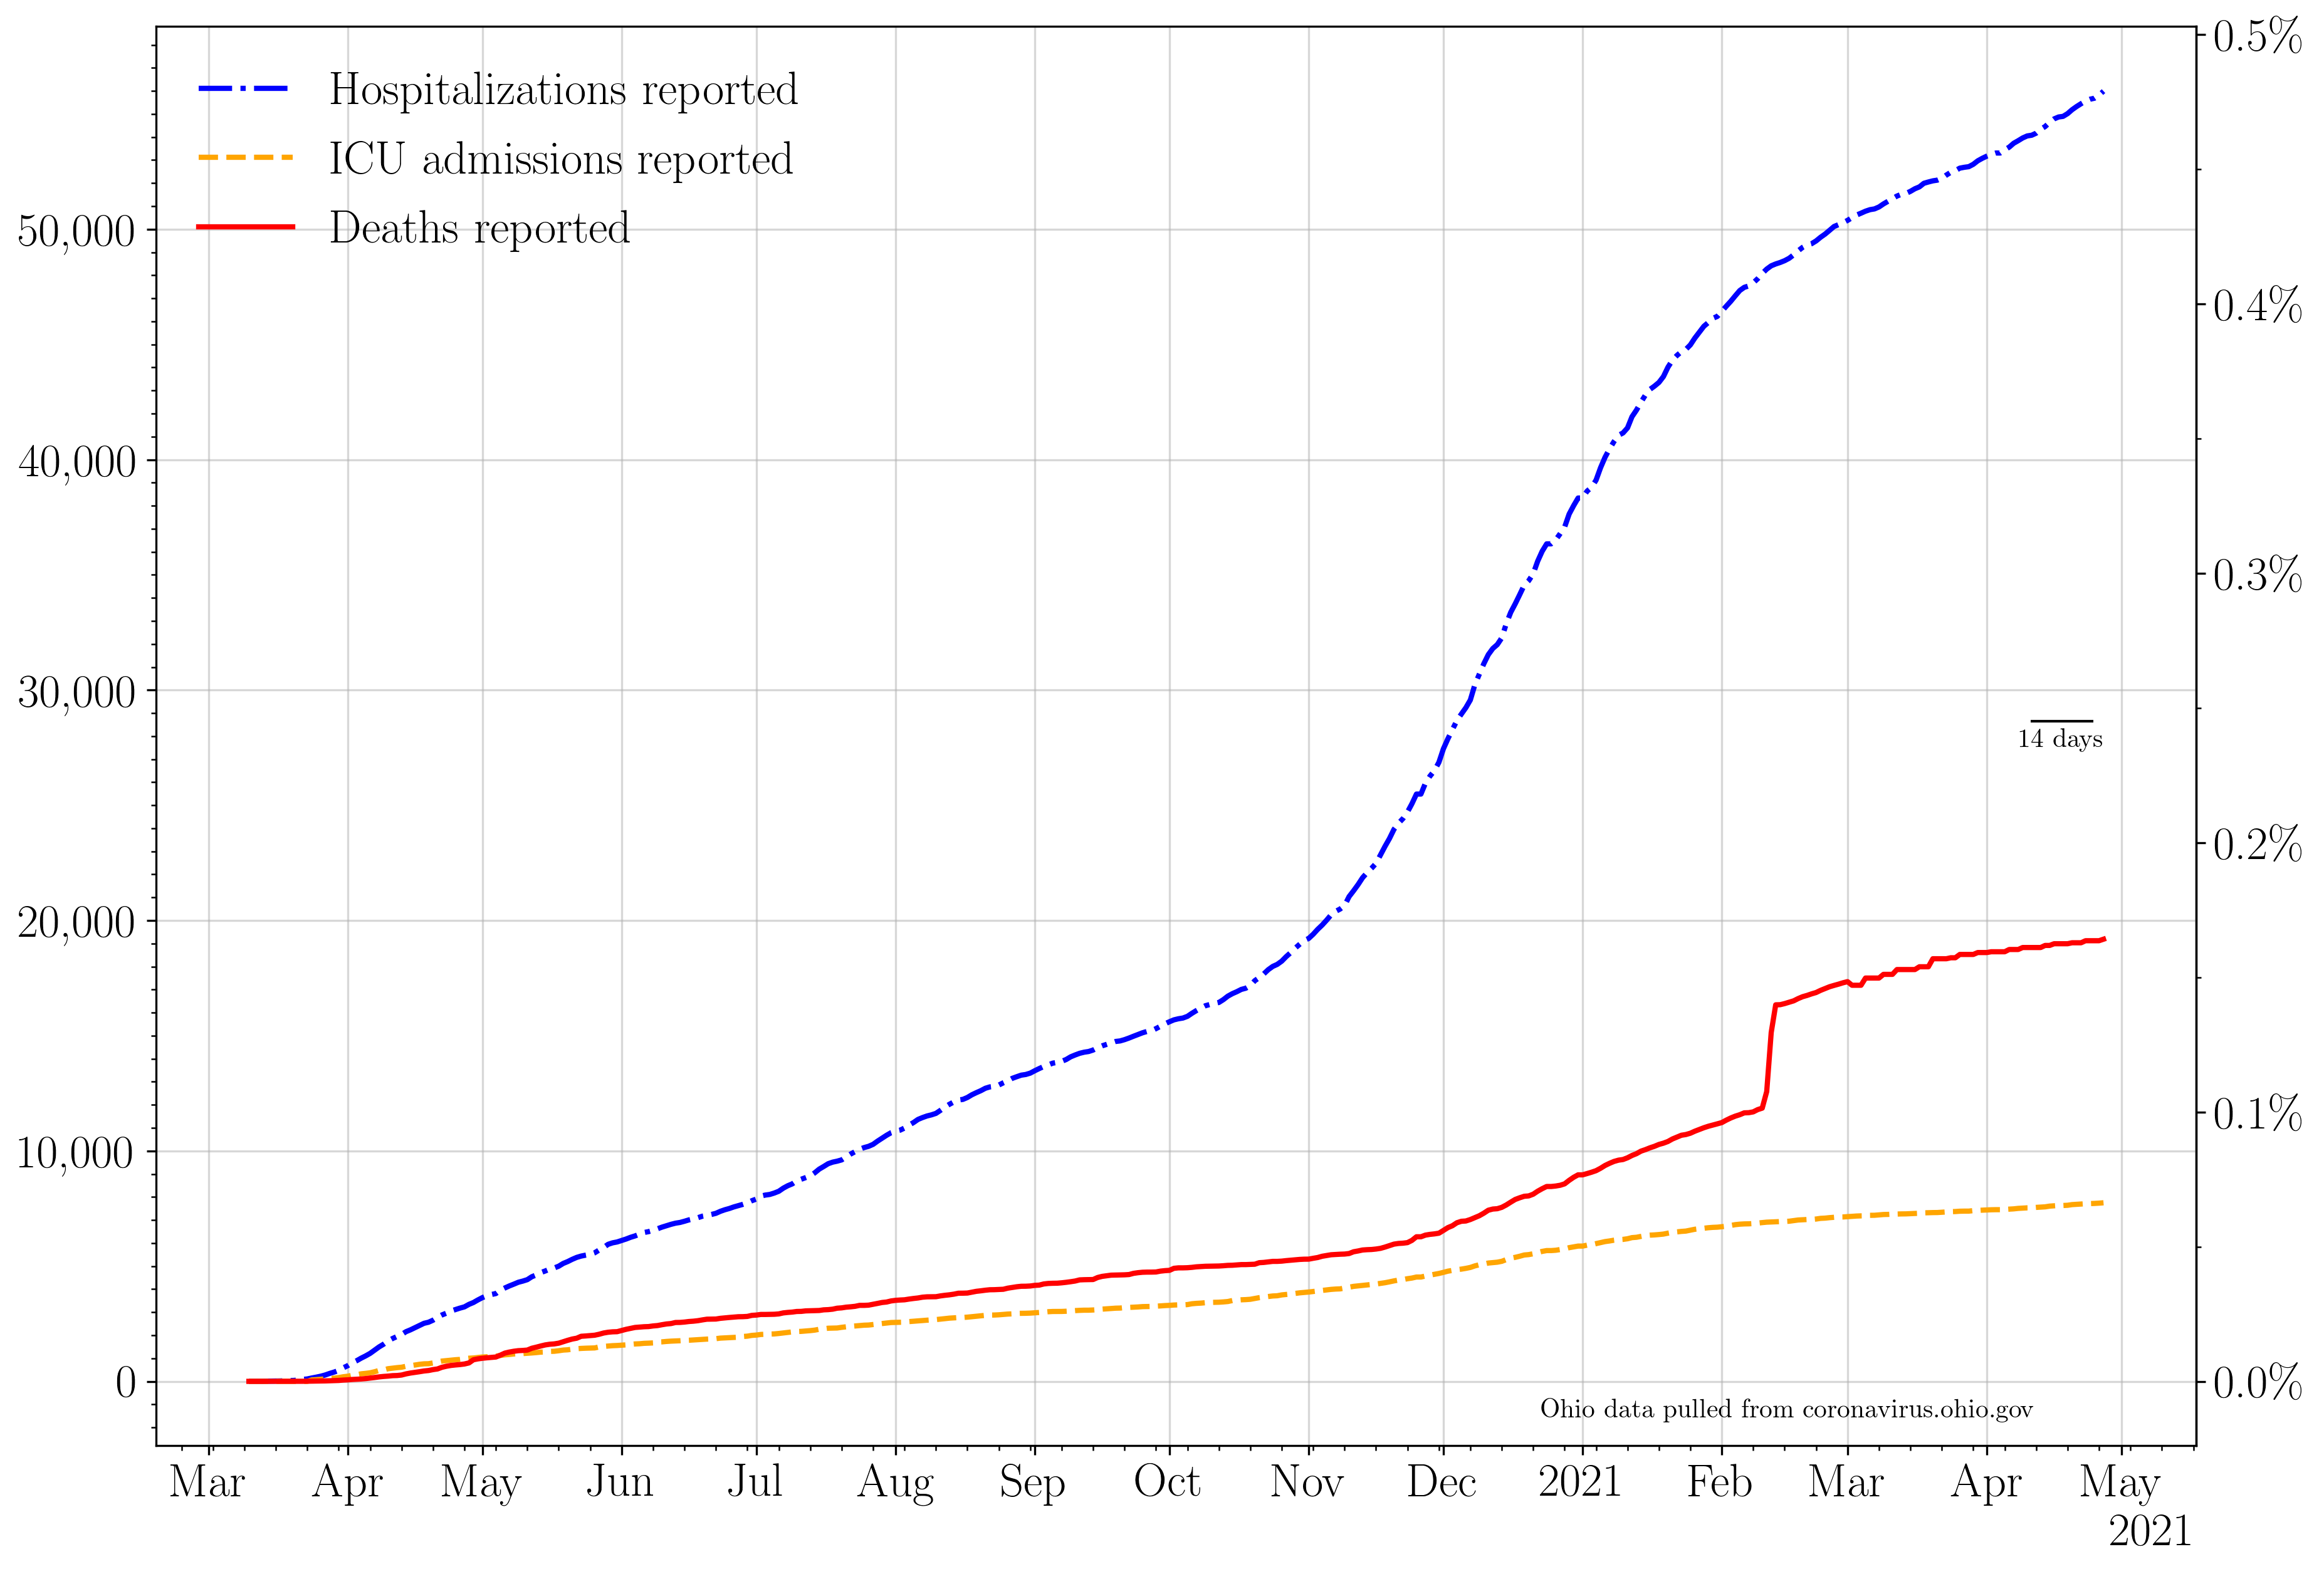 Hospitalizations reported
ICU admissions reported
Deaths reported
50,000
40,000
30,000
20,000
10,000
0
0.5%
0.4%
0.3%
0.2%
0.1%
0.0%
14 days
Ohio data pulled from coronavirus.ohio.gov
Mar Apr May Jun Jul Aug Sep Oct Nov Dec 2021 Feb Mar Apr May
2021